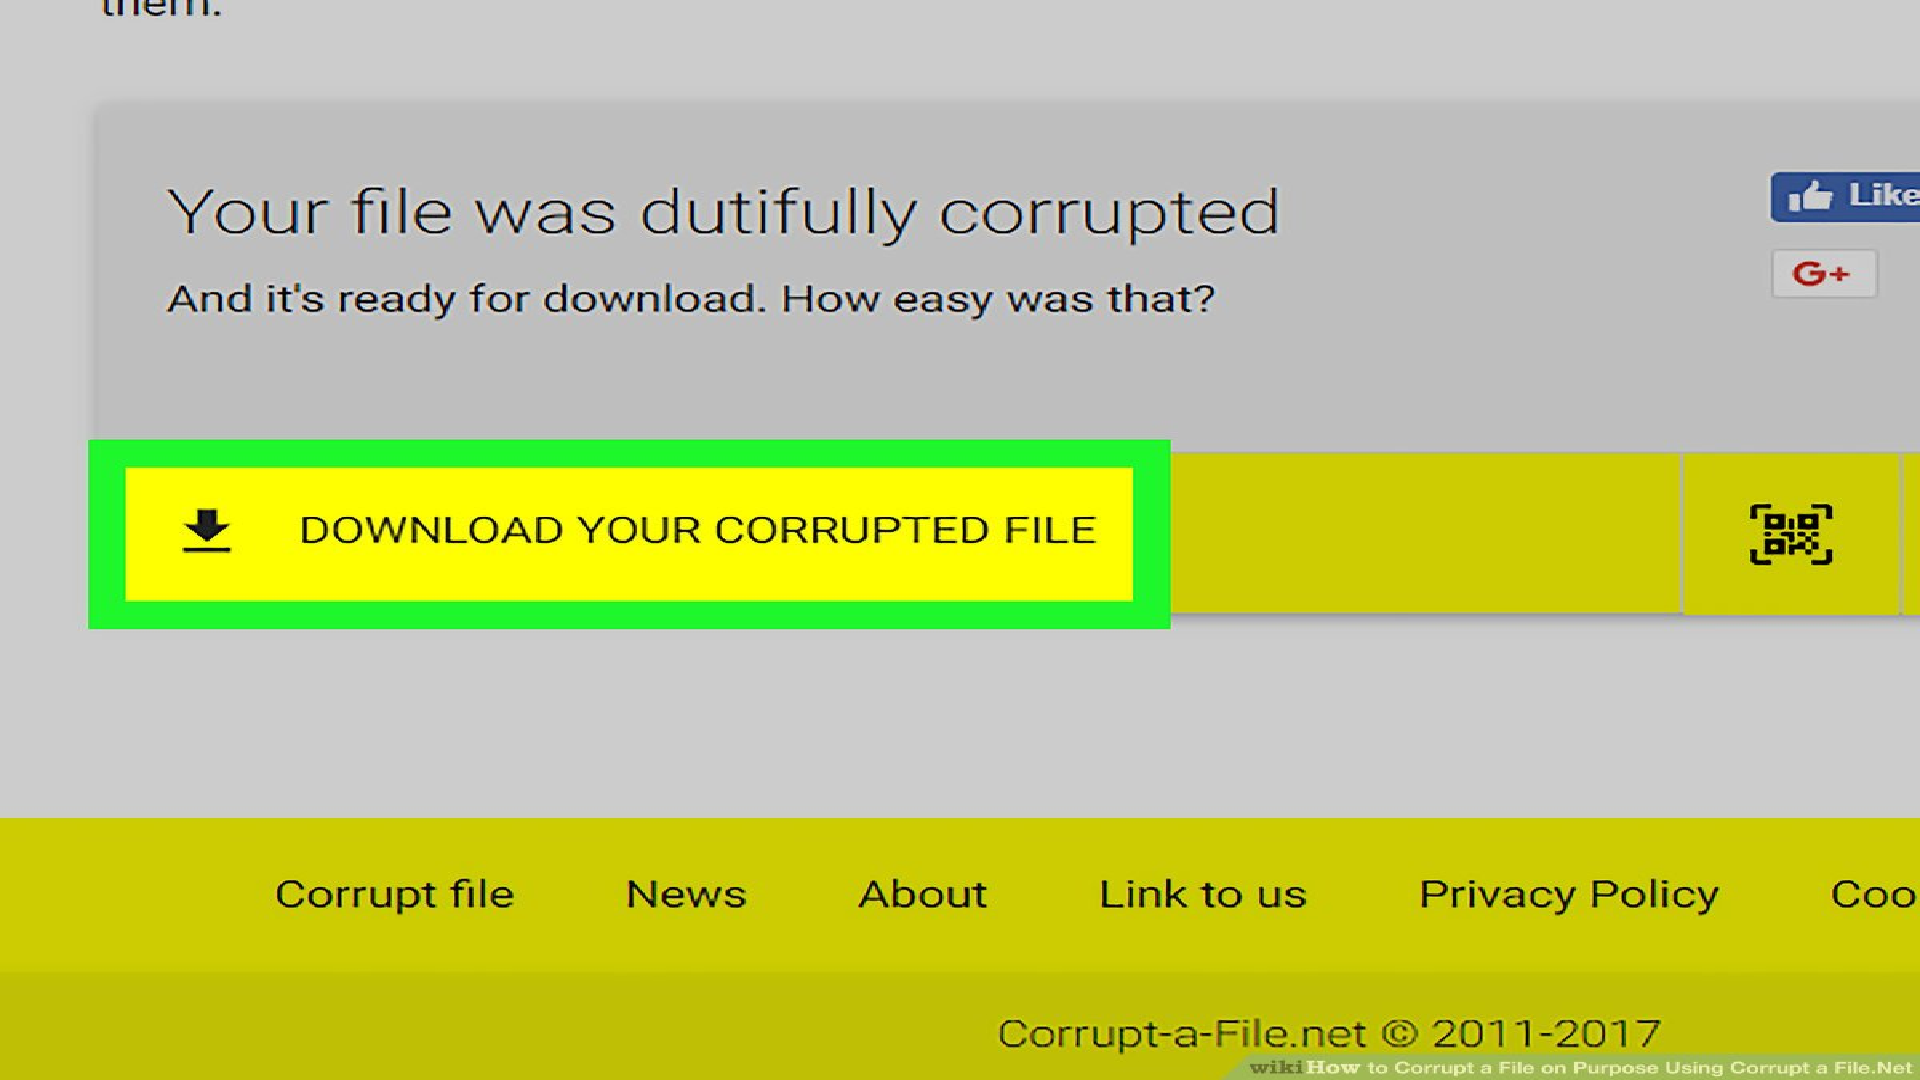 them.
Your file was dutifully corrupted
Like
And it's ready for download. How easy was that?
G+
DOWNLOAD YOUR CORRUPTED FILE
Corrupt file News About Link to us Privacy Policy Coo
Corrupt-a-File.net © 2011-2017
wikiHow to Corrupt a File on Purpose Using Corrupt a File.Net